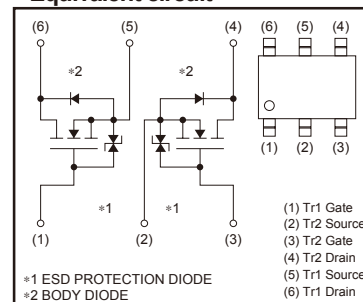 Equivalent circuit
(6) (5) (4)
(6) (5) (4)
∗2 ∗2
∗1 ∗1
(1) (2) (3)
(1) (2) (3)
(1) Tr1 Gate
(2) Tr2 Source
(3) Tr2 Gate
(4) Tr2 Drain
(5) Tr1 Source
(6) Tr1 Drain
∗1 ESD PROTECTION DIODE
∗2 BODY DIODE